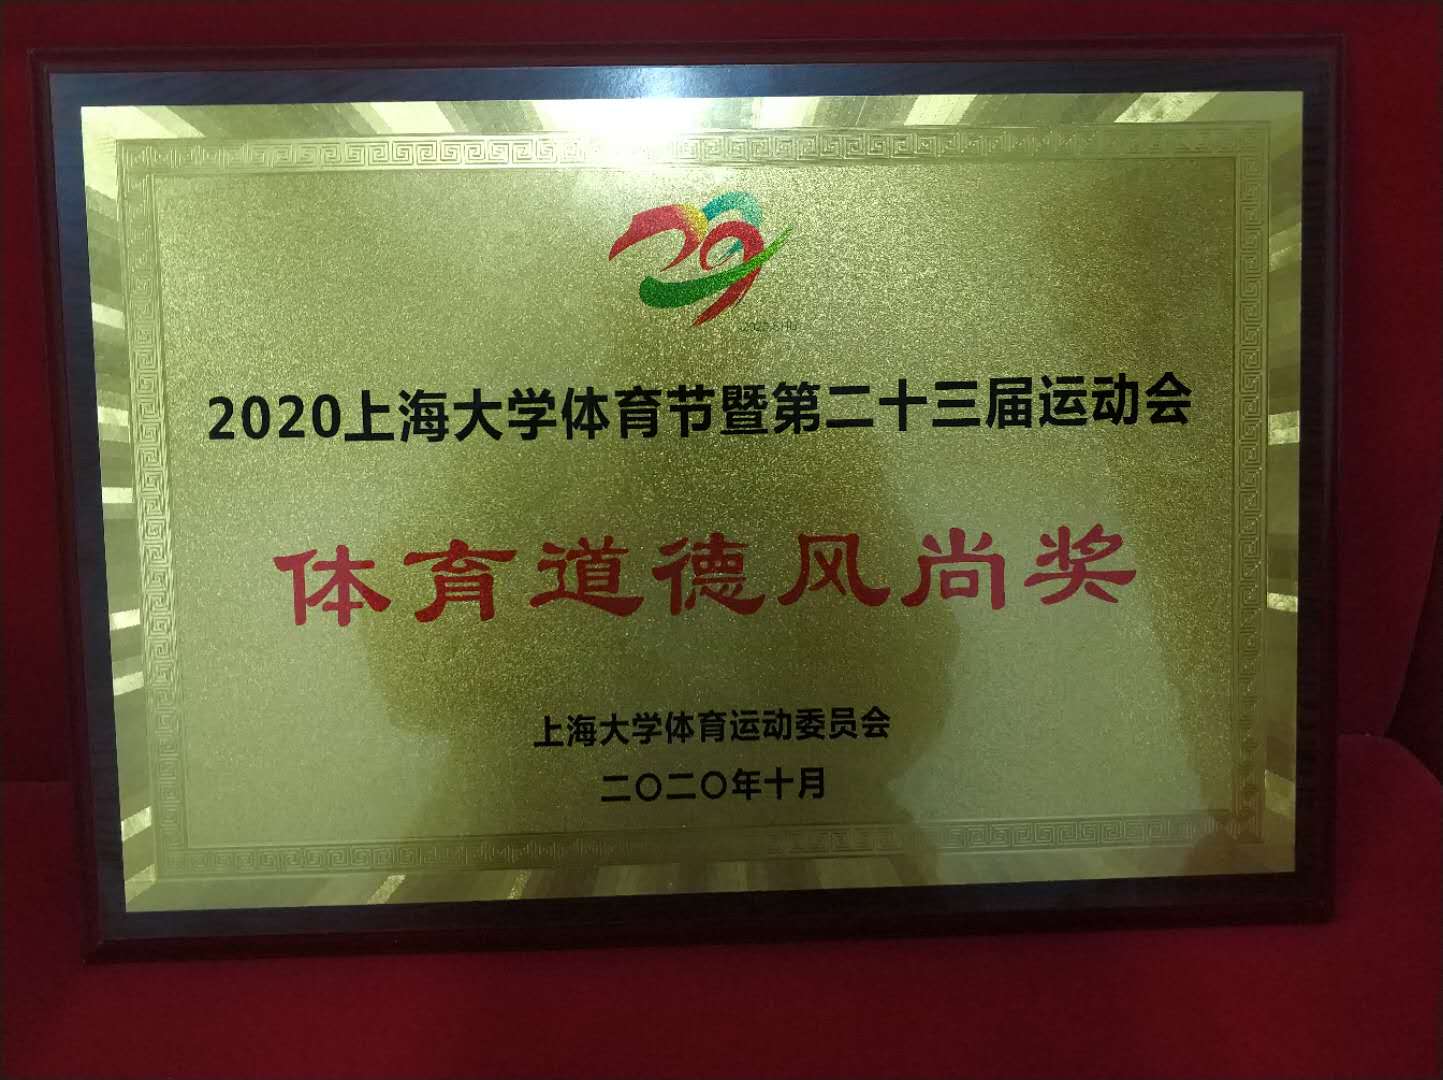 2020 SHU
2020上海大学体育节暨第二十三届运动会
体育道德风尚奖
上海大学体育运动委员会
二〇二〇年十月